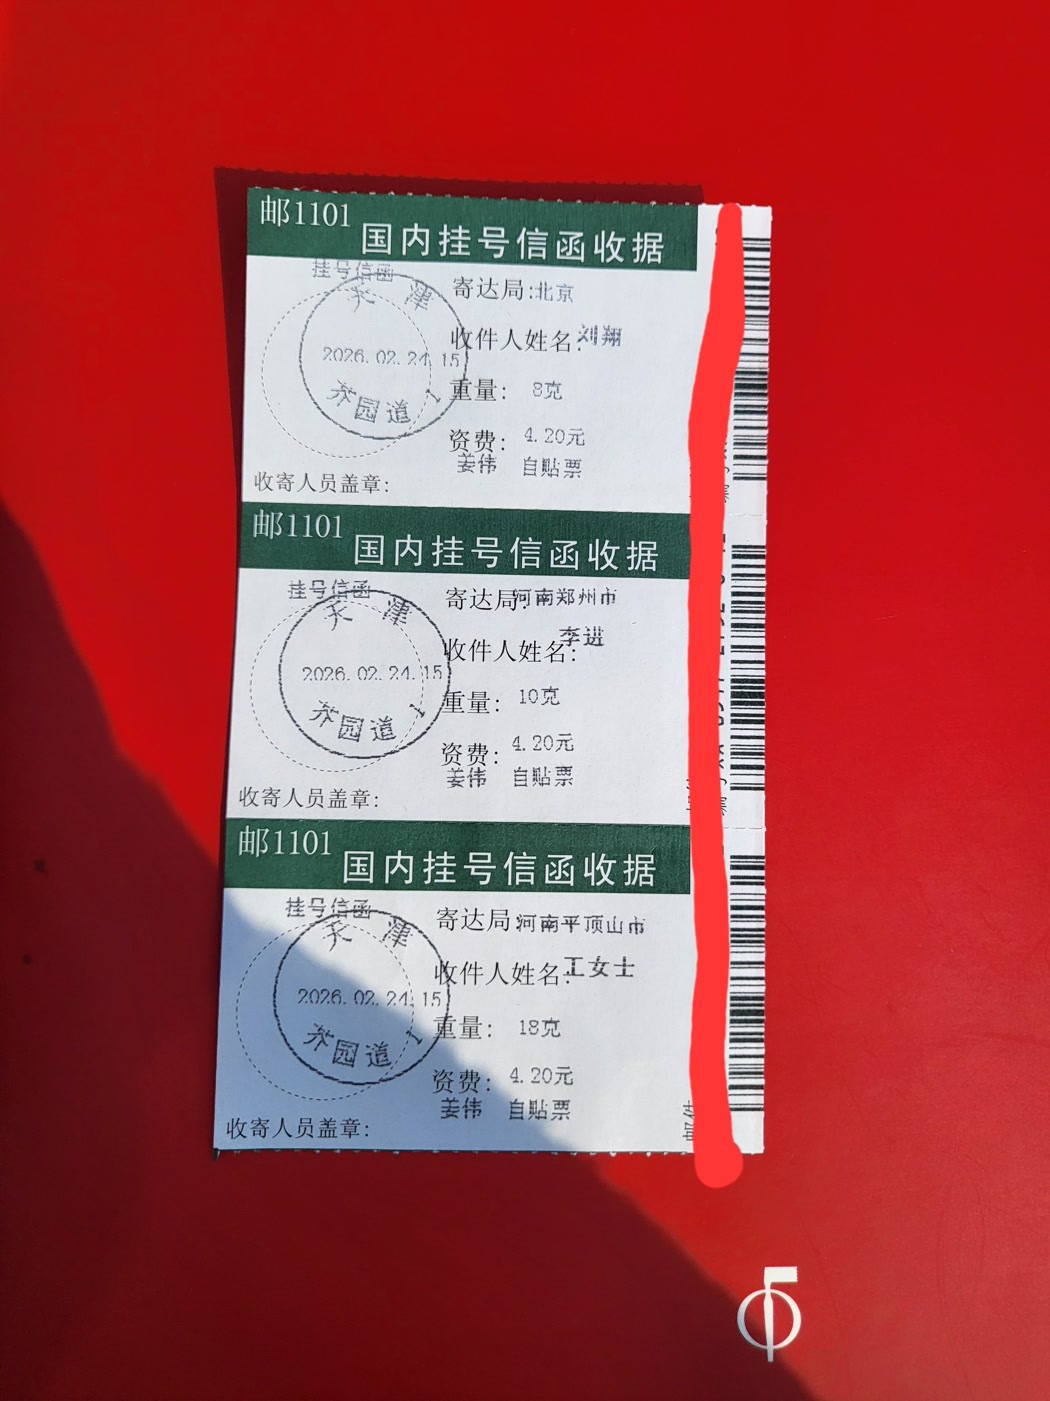 邮1101
国内挂号信函收据
挂号信函
天 津
寄达局:北京
收件人姓名:刘翔
2026.02.24.15
重量: 8克
芥园道 1
资费: 4.20元
姜伟 自贴票
收寄人员盖章:
邮1101
国内挂号信函收据
挂号信函
天 津
寄达局:河南郑州市
收件人姓名:李进
2026.02.24.15
重量: 10克
芥园道 1
资费: 4.20元
姜伟 自贴票
收寄人员盖章:
邮1101
国内挂号信函收据
挂号信函
天 津
寄达局:河南平顶山市
收件人姓名:王女士
2026.02.24.15
重量: 18克
芥园道 1
资费: 4.20元
姜伟 自贴票
收寄人员盖章: